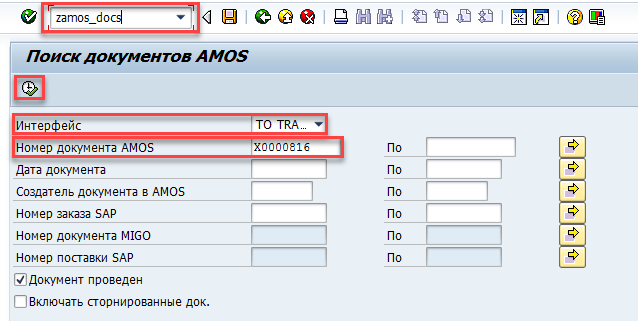 zamos_docs
Поиск документов AMOS
Интерфейс TO TRA...
Номер документа AMOS X0000816 По
Дата документа По
Создатель документа в AMOS По
Номер заказа SAP По
Номер документа MIGO По
Номер поставки SAP По
Документ проведен
Включать сторнированные док.